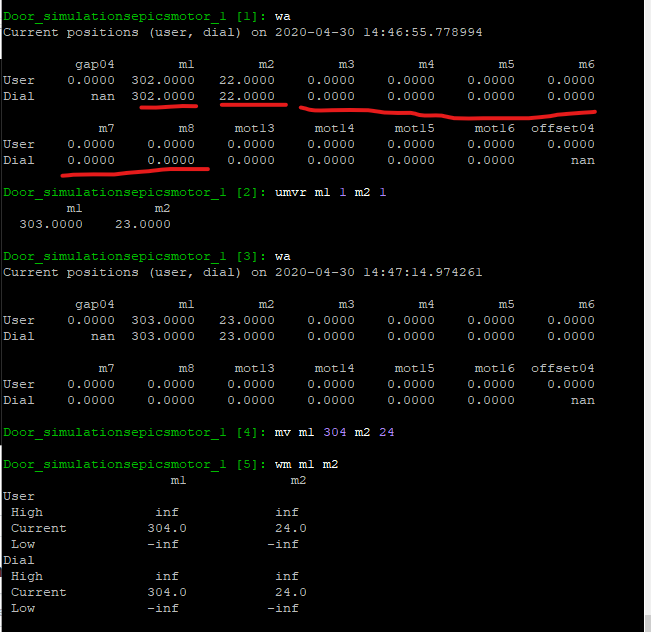 Door_simulationsepicsmotor_1 [1]: wa
Current positions (user, dial) on 2020-04-30 14:46:55.778994
gap04 m1 m2 m3 m4 m5 m6
User 0.0000 302.0000 22.0000 0.0000 0.0000 0.0000 0.0000
Dial nan 302.0000 22.0000 0.0000 0.0000 0.0000 0.0000
m7 m8 mot13 mot14 mot15 mot16 offset04
User 0.0000 0.0000 0.0000 0.0000 0.0000 0.0000 0.0000
Dial 0.0000 0.0000 0.0000 0.0000 0.0000 0.0000 nan
Door_simulationsepicsmotor_1 [2]: umvr m1 1 m2 1
m1 m2
303.0000 23.0000
Door_simulationsepicsmotor_1 [3]: wa
Current positions (user, dial) on 2020-04-30 14:47:14.974261
gap04 m1 m2 m3 m4 m5 m6
User 0.0000 303.0000 23.0000 0.0000 0.0000 0.0000 0.0000
Dial nan 303.0000 23.0000 0.0000 0.0000 0.0000 0.0000
m7 m8 mot13 mot14 mot15 mot16 offset04
User 0.0000 0.0000 0.0000 0.0000 0.0000 0.0000 0.0000
Dial 0.0000 0.0000 0.0000 0.0000 0.0000 0.0000 nan
Door_simulationsepicsmotor_1 [4]: mv m1 304 m2 24
Door_simulationsepicsmotor_1 [5]: wm m1 m2
m1 m2
User
High inf inf
Current 304.0 24.0
Low -inf -inf
Dial
High inf inf
Current 304.0 24.0
Low -inf -inf